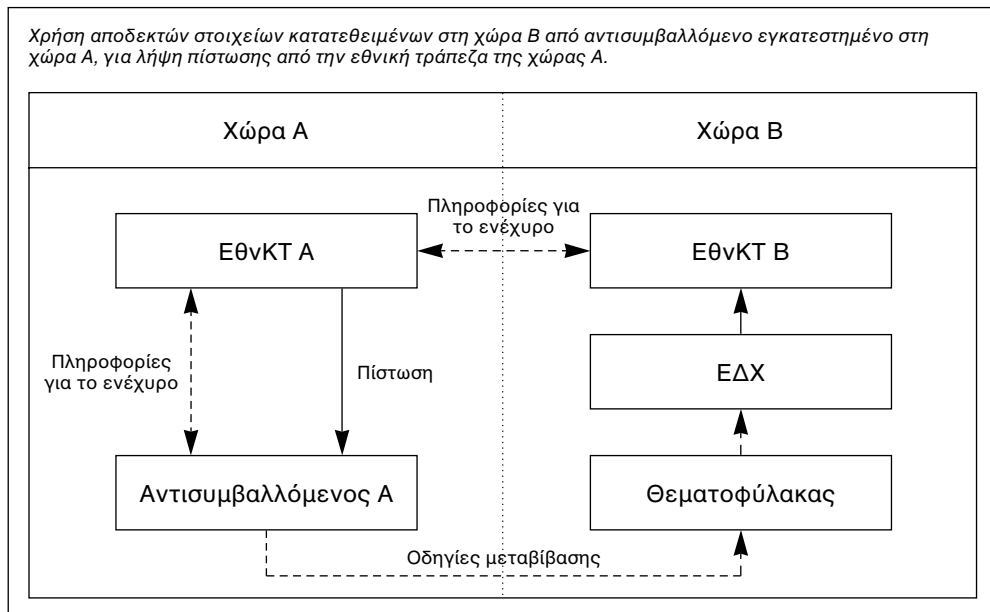 Χρήση αποδεκτών στοιχείων κατατεθειμένων στη χώρα Β από αντισυμβαλλόμενο εγκατεστημένο στη
χώρα Α, για λήψη πίστωσης από την εθνική τράπεζα της χώρας Α.
Χώρα Α
Χώρα Β
Πληροφορίες για
το ενέχυρο
ΕθνΚΤ Α
ΕθνΚΤ Β
Πληροφορίες
για το ενέχυρο
Πίστωση
ΕΔΧ
Αντισυμβαλλόμενος Α
Θεματοφύλακας
Οδηγίες μεταβίβασης